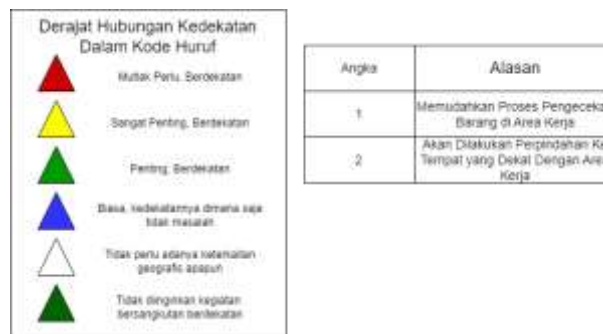 Derajat Hubungan Kedekatan
Dalam Kode Huruf
Mutlak Perlu, Berdekatan
Sangat Penting, Berdekatan
Penting, Berdekatan
Biasa, kedekatannya dimana saja
tidak masalah
Tidak perlu adanya keterkaitan
geografis apapun
Tidak diinginkan kegiatan
bersangkutan berdekatan
Angka Alasan
1 Memudahkan Proses Pengeceka
Barang di Area Kerja
2 Akan Dilakukan Perpindahan Ke
Tempat yang Dekat Dengan Area
Kerja